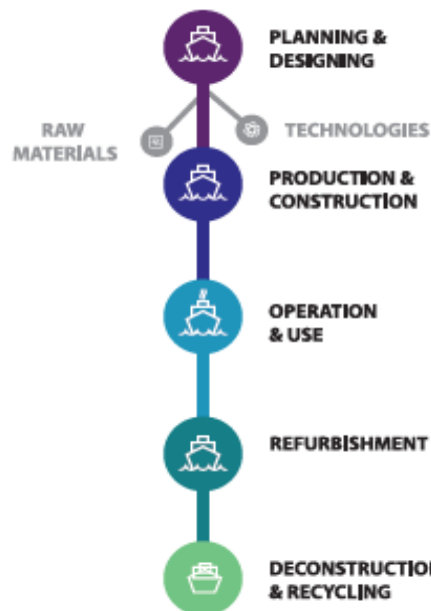 PLANNING &
DESIGNING
RAW
MATERIALS
TECHNOLOGIES
PRODUCTION &
CONSTRUCTION
OPERATION
& USE
REFURBISHMENT
DECONSTRUCTION
& RECYCLING